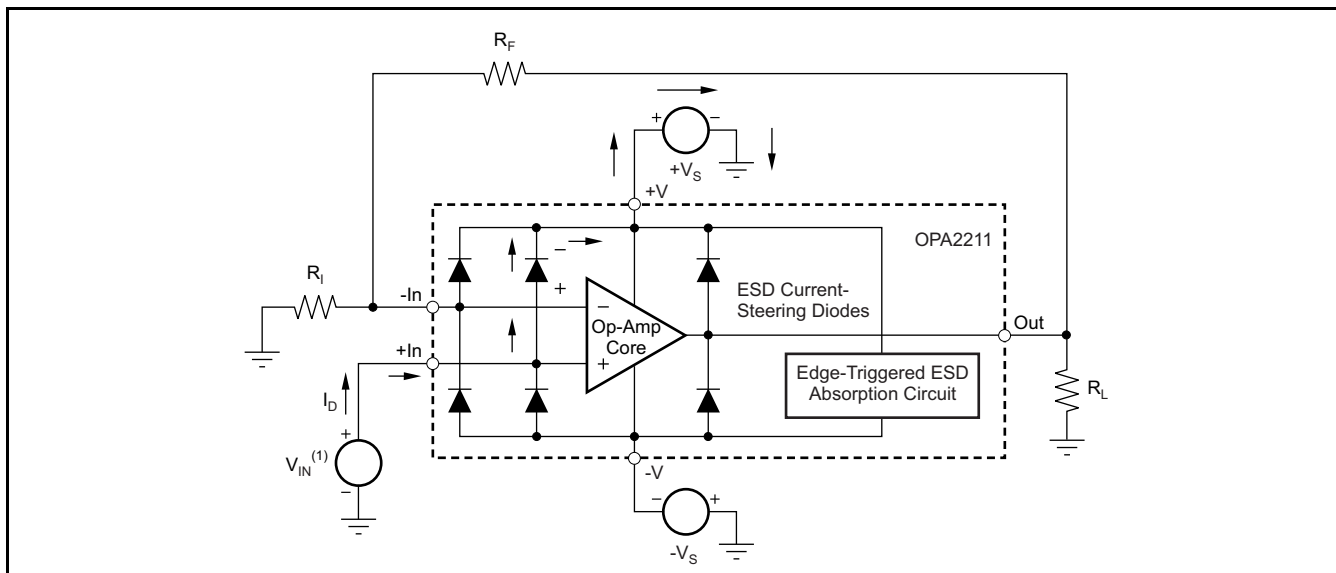 R_F
+ −
+V_S
+V
OPA2211
−
+
R_I
-In
−
Op-Amp
Core
ESD Current-
Steering Diodes
Out
+In
+
Edge-Triggered ESD
Absorption Circuit
R_L
I_D
+
V_IN^(1)
−
-V
− +
-V_S